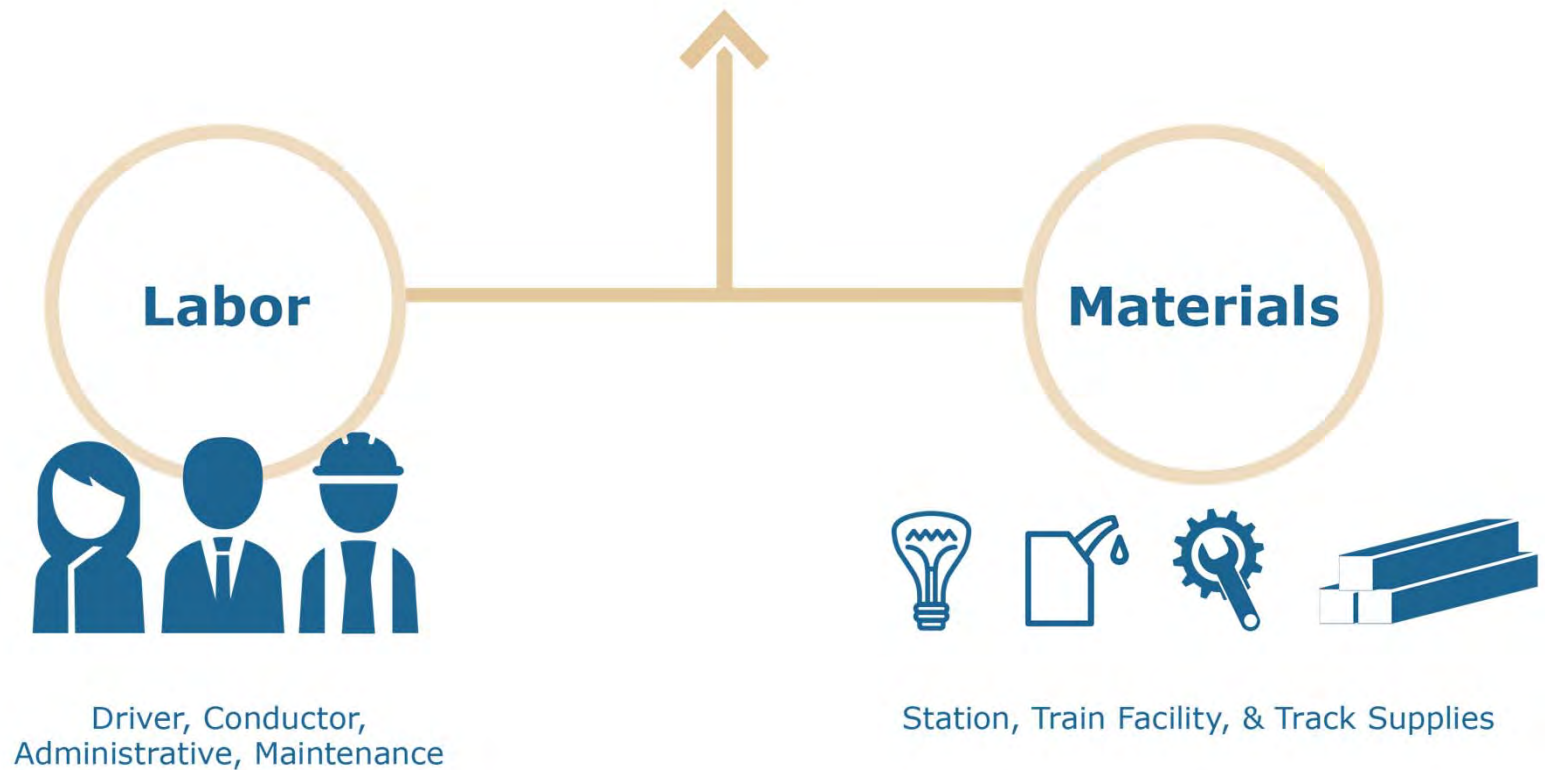 Labor
Materials
Driver, Conductor,
Administrative, Maintenance
Station, Train Facility, & Track Supplies